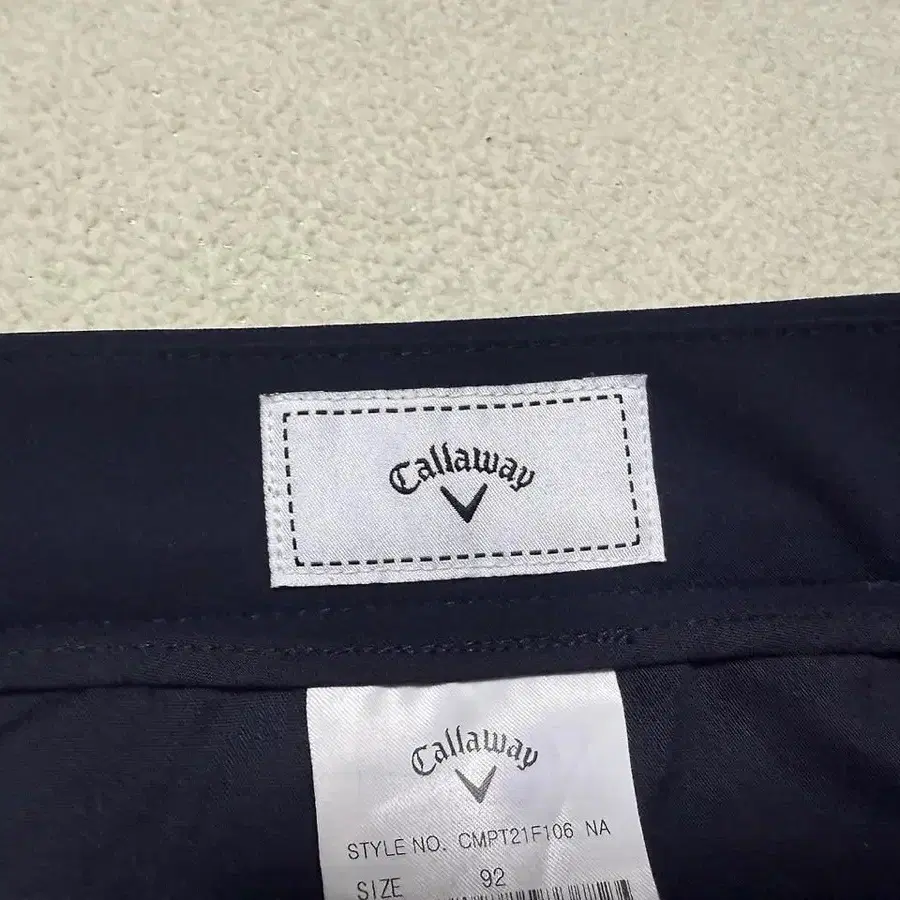 Callaway
Callaway
STYLE NO. CMPT21F106 NA
SIZE 92